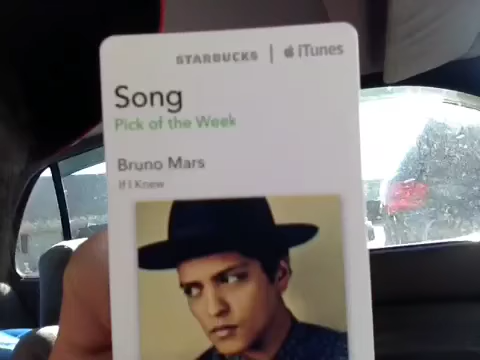 STARBUCKS | iTunes
Song
Pick of the Week
Bruno Mars
If I Knew